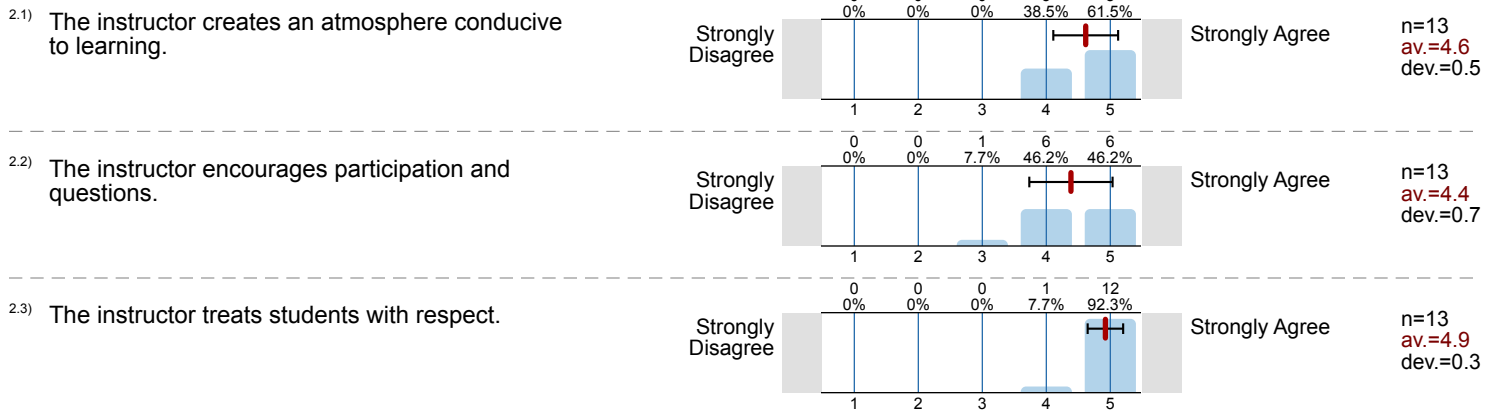 2.1) The instructor creates an atmosphere conducive
to learning.
0% 0% 0% 38.5% 61.5%
Strongly
Disagree
Strongly Agree
n=13
av.=4.6
dev.=0.5
1 2 3 4 5
2.2) The instructor encourages participation and
questions.
0 0 1 6 6
0% 0% 7.7% 46.2% 46.2%
Strongly
Disagree
Strongly Agree
n=13
av.=4.4
dev.=0.7
1 2 3 4 5
2.3) The instructor treats students with respect.
0 0 0 1 12
0% 0% 0% 7.7% 92.3%
Strongly
Disagree
Strongly Agree
n=13
av.=4.9
dev.=0.3
1 2 3 4 5